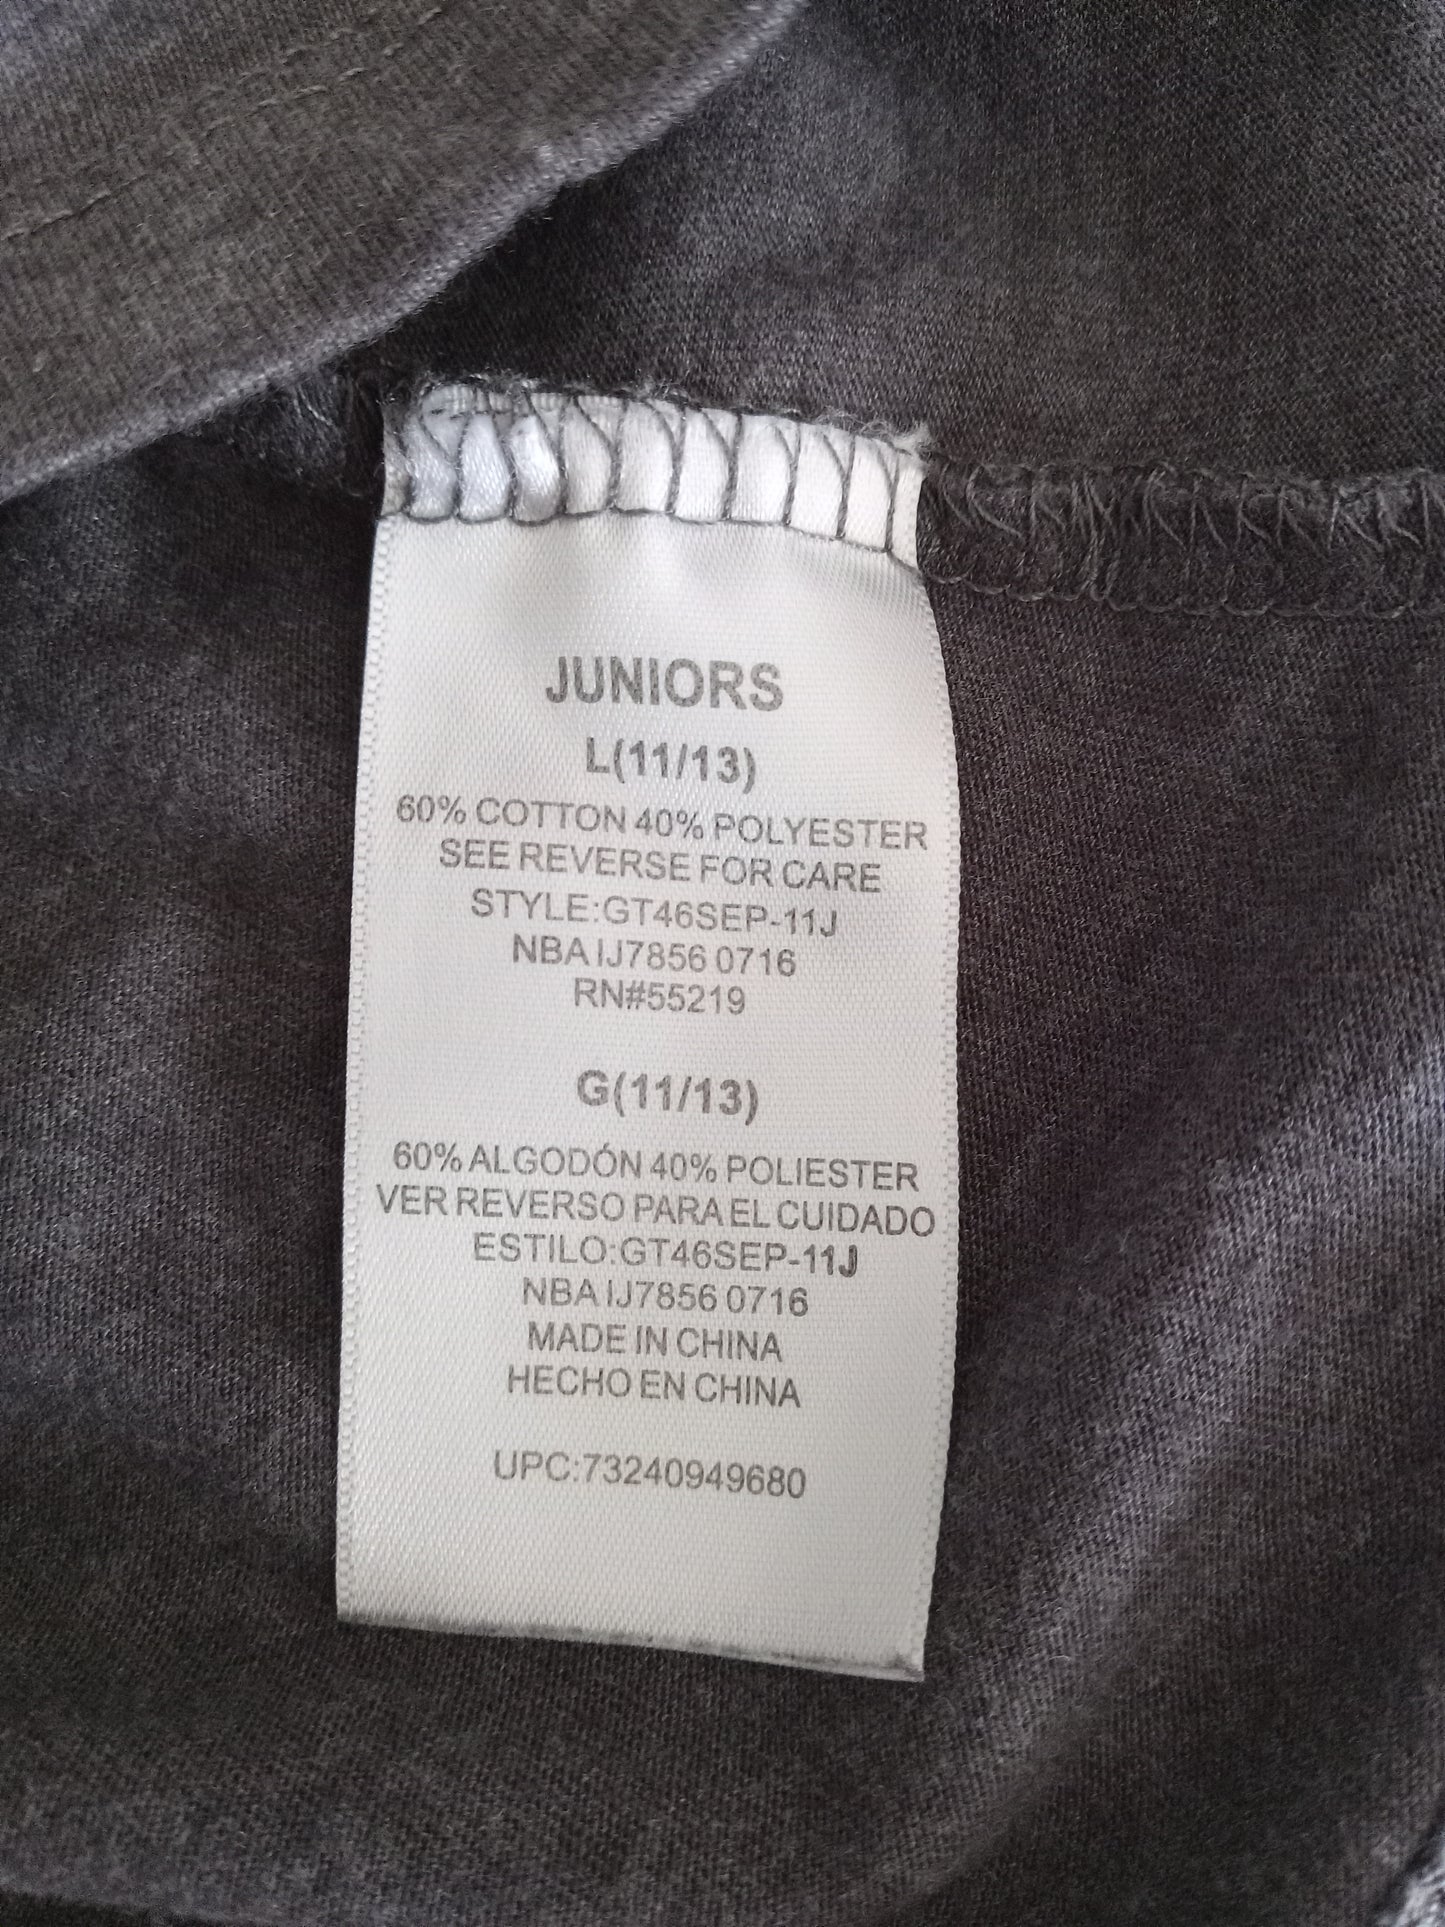 JUNIORS
L(11/13)
60% COTTON 40% POLYESTER
SEE REVERSE FOR CARE
STYLE:GT46SEP-11J
NBA IJ7856 0716
RN#55219
G(11/13)
60% ALGODÓN 40% POLIESTER
VER REVERSO PARA EL CUIDADO
ESTILO:GT46SEP-11J
NBA IJ7856 0716
MADE IN CHINA
HECHO EN CHINA
UPC:73240949680